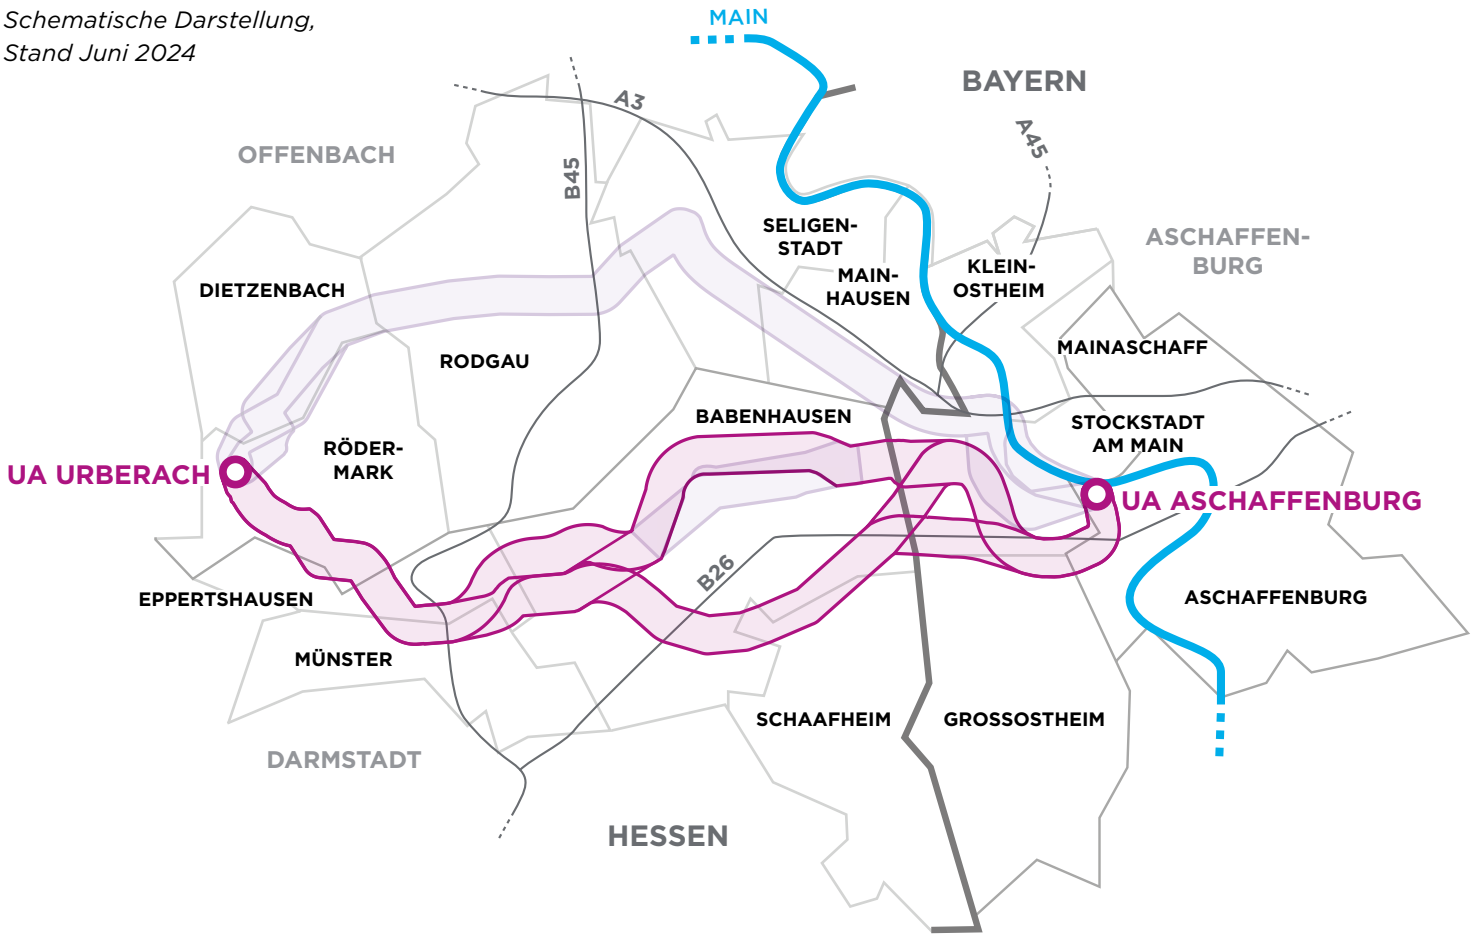 Schematische Darstellung,
Stand Juni 2024
MAIN
BAYERN
A3
A45
OFFENBACH
B45
SELIGEN-
STADT
ASCHAFFEN-
BURG
MAIN-
HAUSEN
KLEIN-
OSTHEIM
DIETZENBACH
MAINASCHAFF
RODGAU
BABENHAUSEN
STOCKSTADT
AM MAIN
RÖDER-
MARK
UA URBERACH
UA ASCHAFFENBURG
B26
EPPERTSHAUSEN
ASCHAFFENBURG
MÜNSTER
SCHAAFHEIM
GROSSOSTHEIM
DARMSTADT
HESSEN